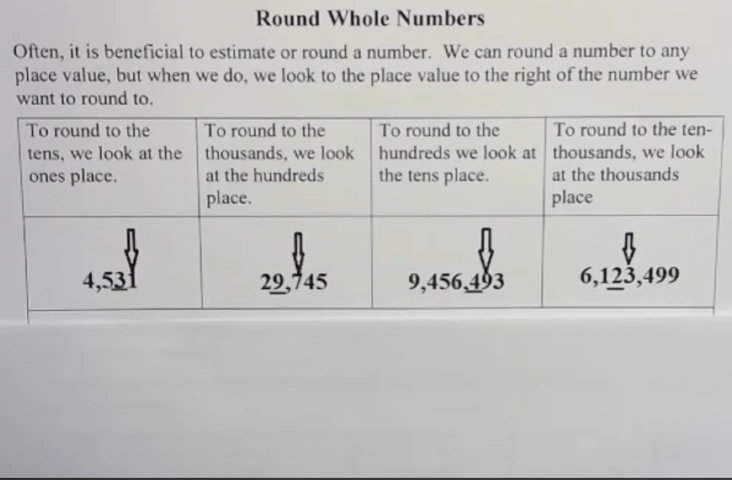 Round Whole Numbers
Often, it is beneficial to estimate or round a number. We can round a number to any
place value, but when we do, we look to the place value to the right of the number we
want to round to.
To round to the
tens, we look at the
ones place.
To round to the
thousands, we look
at the hundreds
place.
To round to the
hundreds we look at
the tens place.
To round to the ten-
thousands, we look
at the thousands
place
4,531
29,745
9,456,493
6,123,499